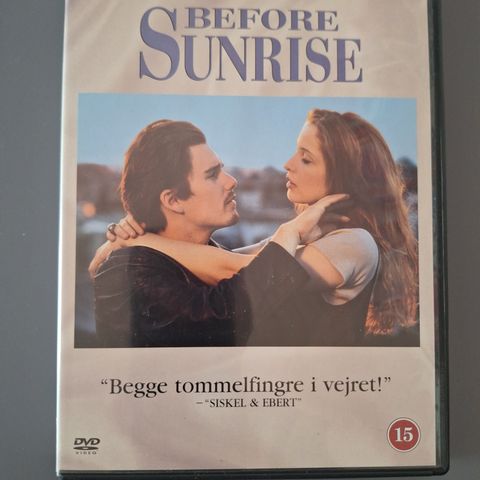 BEFORE
SUNRISE
"Begge tommelfingre i vejret!"
– "SISKEL & EBERT"
DVD
VIDEO
15